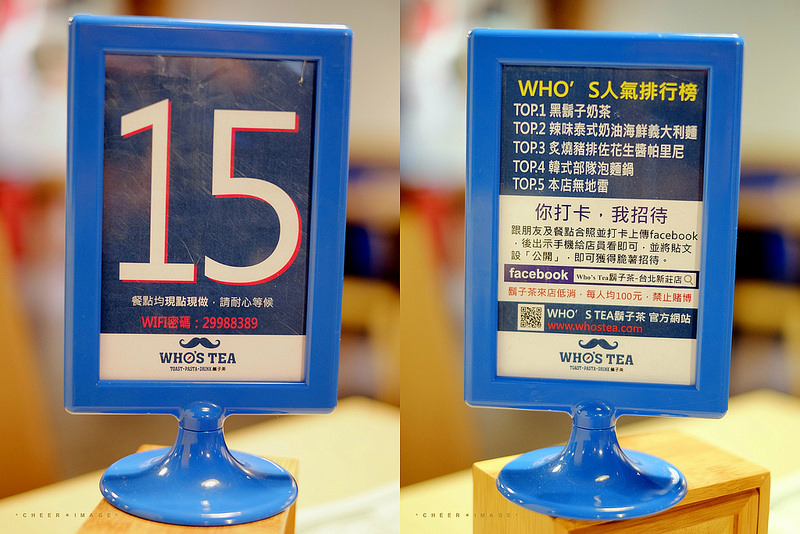 15
餐點均現點現做，請耐心等候
WIFI密碼：29988389
WHO'S TEA
TOAST•PASTA•DRINK 鬍子茶
•CHEER✶IMAGE•
WHO'S人氣排行榜
TOP.1 黑鬍子奶茶
TOP.2 辣味泰式奶油海鮮義大利麵
TOP.3 炙燒豬排佐花生醬帕里尼
TOP.4 韓式部隊泡麵鍋
TOP.5 本店無地雷
你打卡，我招待
跟朋友及餐點合照並打卡上傳facebook
，後出示手機給店員看即可，並將貼文
設「公開」，即可獲得脆薯招待。
facebook Who's Tea鬍子茶-台北新莊店
鬍子茶來店低消，每人均100元，禁止賭博
WHO'S TEA鬍子茶 官方網站
www.whostea.com
WHO'S TEA
TOAST•PASTA•DRINK 鬍子茶
•CHEER✶IMAGE•